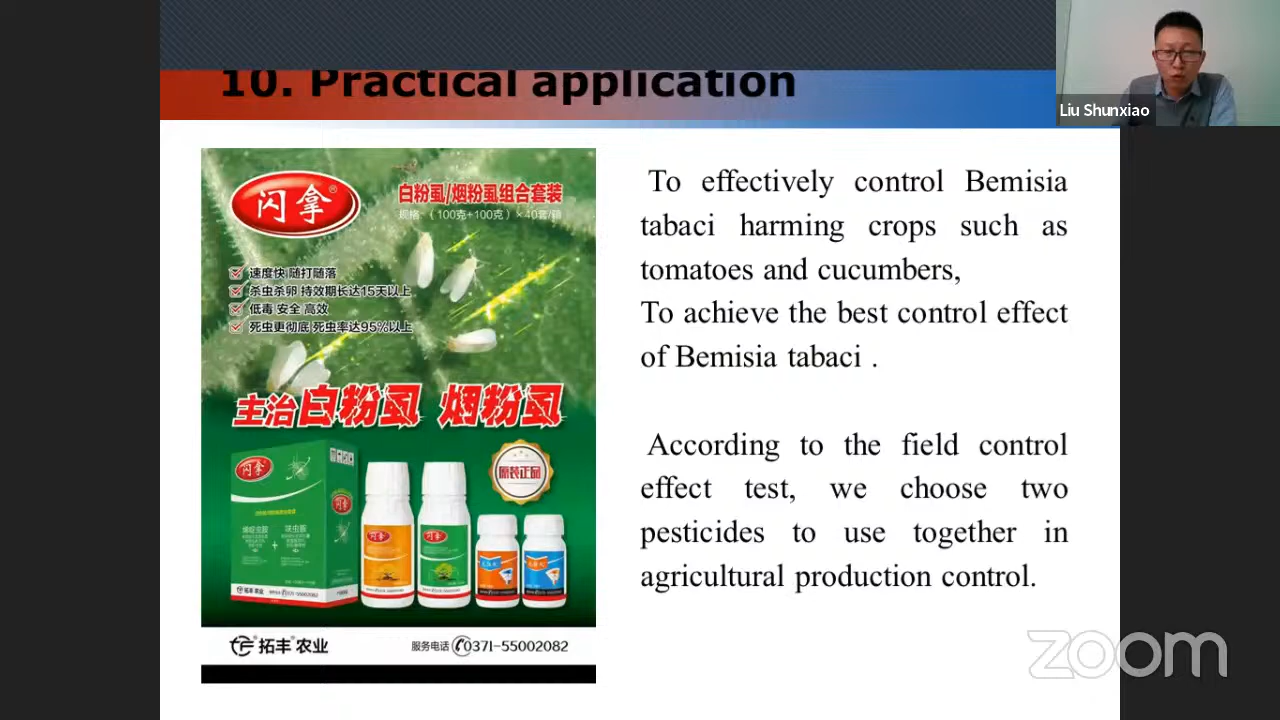 10. Practical application
Liu Shunxiao
闪拿®
白粉虱/烟粉虱组合套装
规格:(100克+100克)×40套/箱
速度快 随打随落
杀虫杀卵 持效期长达15天以上
低毒 安全 高效
死虫更彻底 死虫率达95%以上
主治白粉虱 烟粉虱
原装正品
闪拿
闪拿
闪拿
拓丰农业
服务电话 0371-55002082
To effectively control Bemisia
tabaci harming crops such as
tomatoes and cucumbers,
To achieve the best control effect
of Bemisia tabaci .
According to the field control
effect test, we choose two
pesticides to use together in
agricultural production control.
zoom